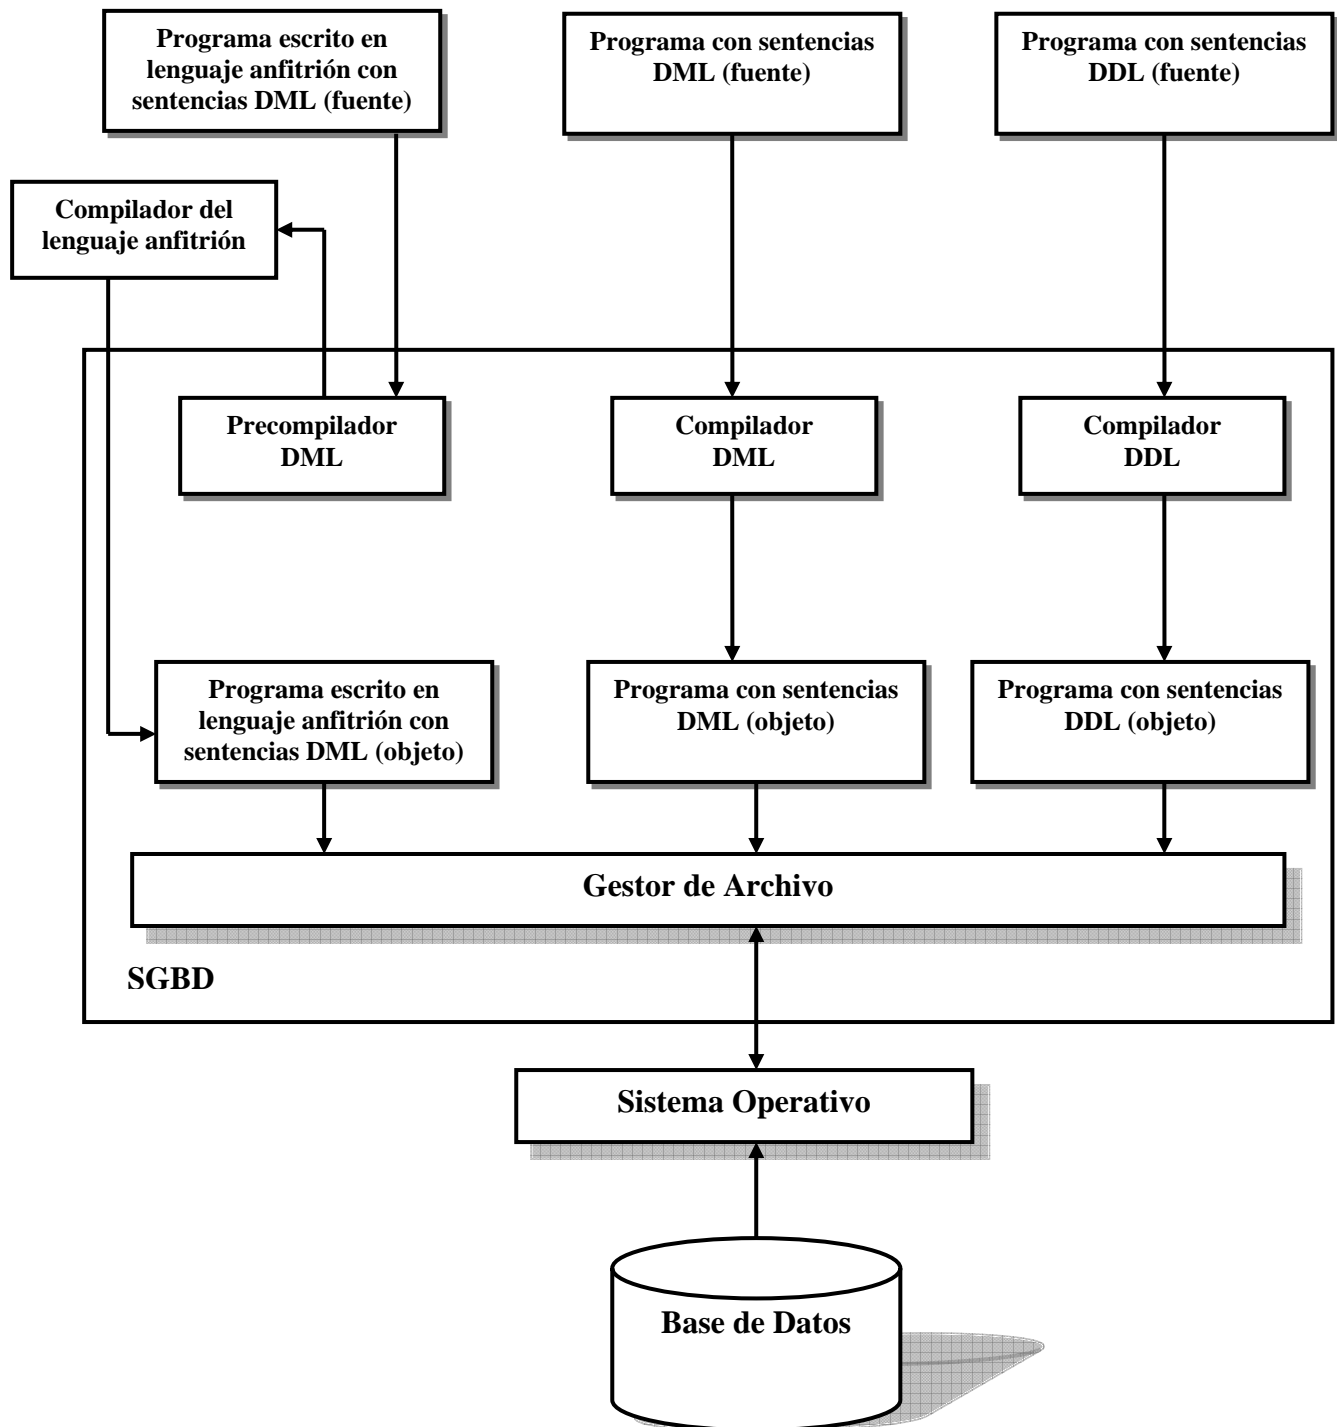 Programa escrito en
lenguaje anfitrión con
sentencias DML (fuente)
Programa con sentencias
DML (fuente)
Programa con sentencias
DDL (fuente)
Compilador del
lenguaje anfitrión
Precompilador
DML
Compilador
DML
Compilador
DDL
Programa escrito en
lenguaje anfitrión con
sentencias DML (objeto)
Programa con sentencias
DML (objeto)
Programa con sentencias
DDL (objeto)
Gestor de Archivo
SGBD
Sistema Operativo
Base de Datos